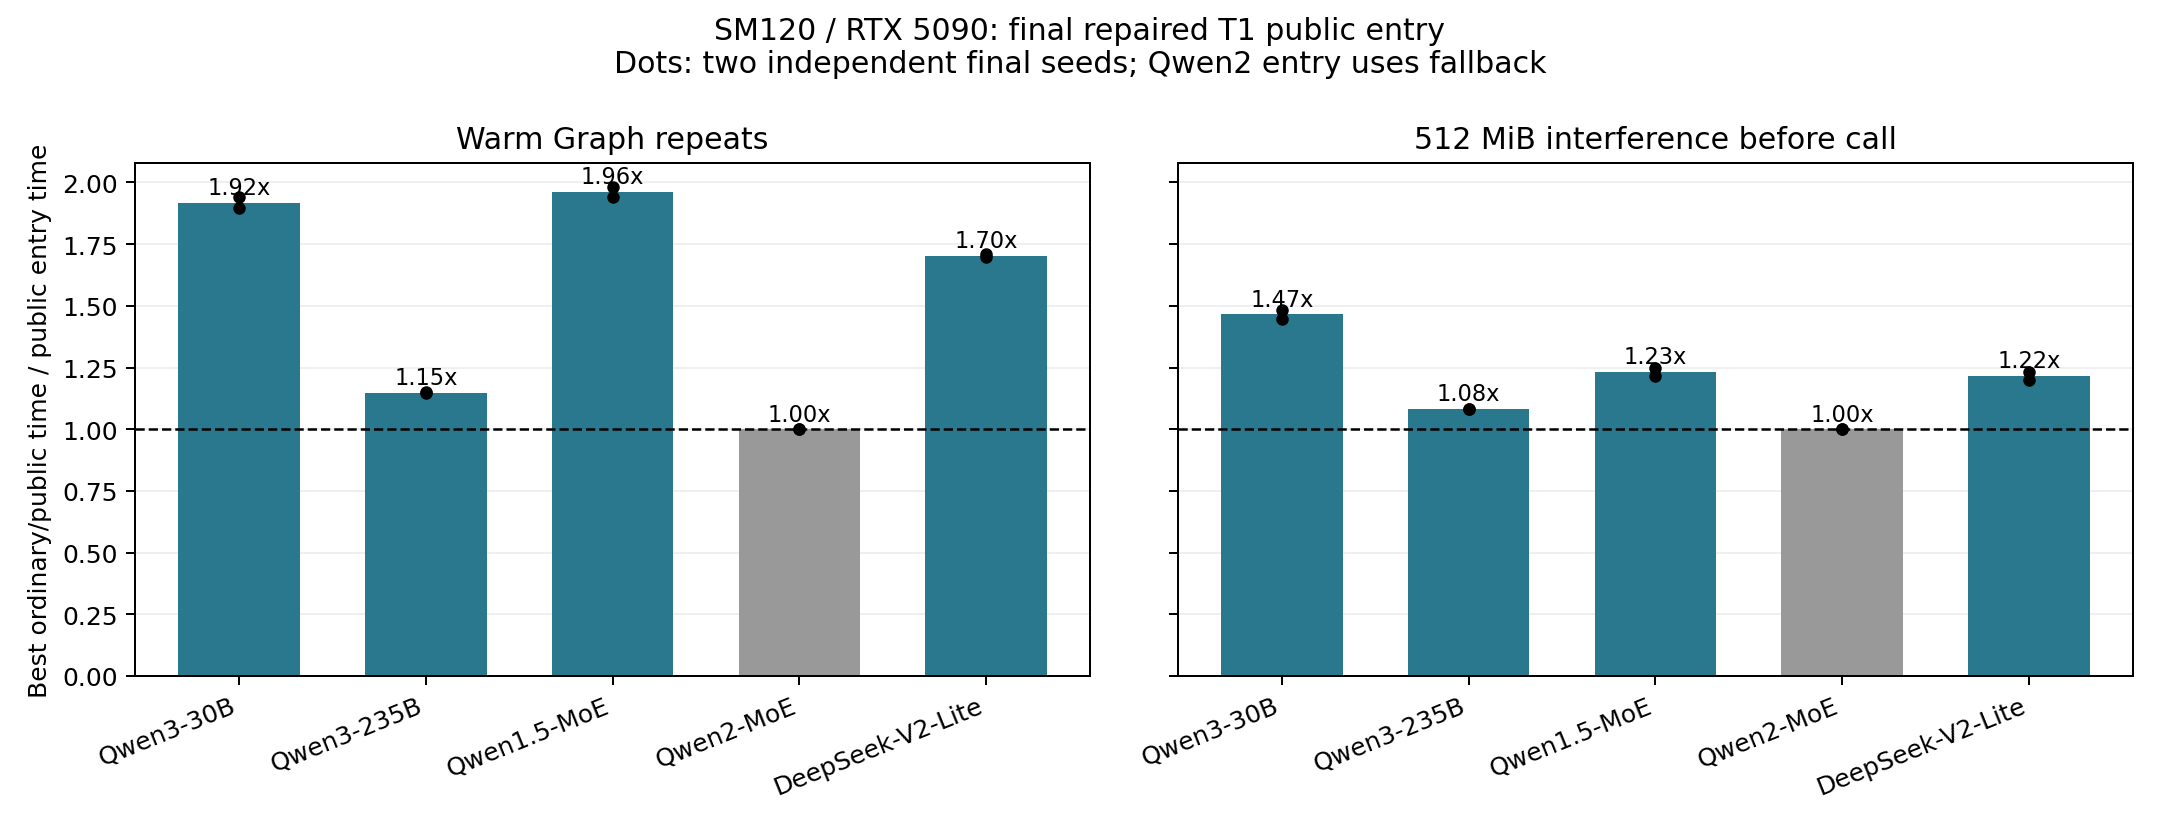 SM120 / RTX 5090: final repaired T1 public entry
Dots: two independent final seeds; Qwen2 entry uses fallback
Warm Graph repeats
Best ordinary/public time / public entry time
2.00
1.75
1.50
1.25
1.00
0.75
0.50
0.25
0.00
1.92x
1.15x
1.96x
1.00x
1.70x
Qwen3-30B
Qwen3-235B
Qwen1.5-MoE
Qwen2-MoE
DeepSeek-V2-Lite
512 MiB interference before call
1.47x
1.08x
1.23x
1.00x
1.22x
Qwen3-30B
Qwen3-235B
Qwen1.5-MoE
Qwen2-MoE
DeepSeek-V2-Lite